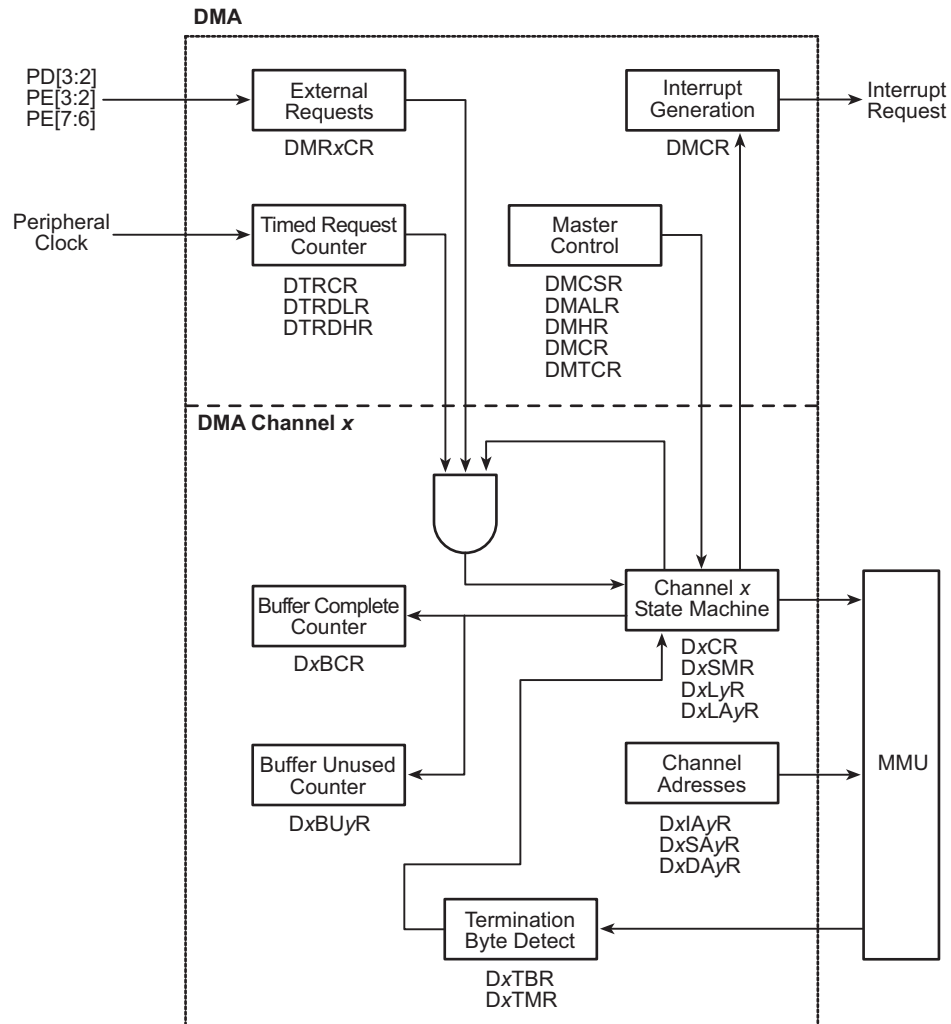 DMA
PD[3:2]
PE[3:2]
PE[7:6]
External
Requests
DMRxCR
Interrupt
Generation
DMCR
Interrupt
Request
Peripheral
Clock
Timed Request
Counter
DTRCR
DTRDLR
DTRDHR
Master
Control
DMCSR
DMALR
DMHR
DMCR
DMTCR
DMA Channel x
Buffer Complete
Counter
DxBCR
Channel x
State Machine
DxCR
DxSMR
DxLyR
DxLAyR
Buffer Unused
Counter
DxBUyR
Channel
Adresses
DxIAyR
DxSAyR
DxDAyR
MMU
Termination
Byte Detect
DxTBR
DxTMR